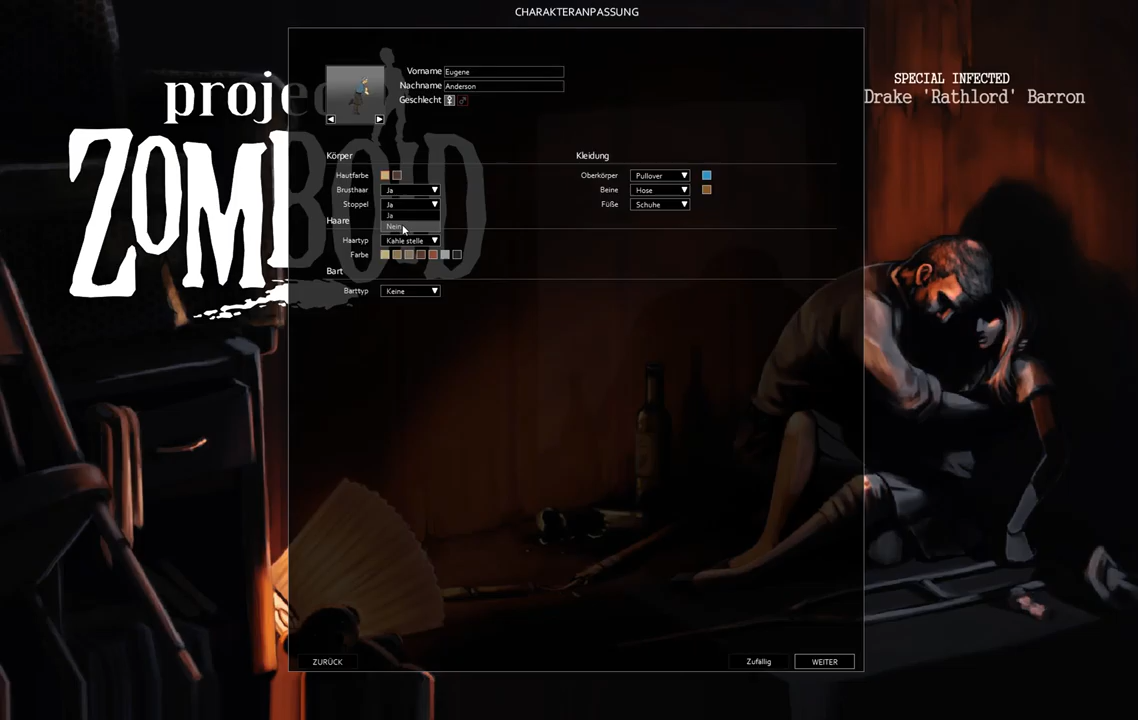 CHARAKTERANPASSUNG
project
ZOMBOID
SPECIAL INFECTED
Drake 'Rathlord' Barron
Vorname Eugene
Nachname Anderson
Geschlecht
Körper
Hautfarbe
Brusthaar Ja
Stoppel Ja
Ja
Nein
Haare
Haartyp Kahle stelle
Farbe
Bart
Barttyp Keine
Kleidung
Oberkörper Pullover
Beine Hose
Füße Schuhe
ZURÜCK
Zufällig
WEITER